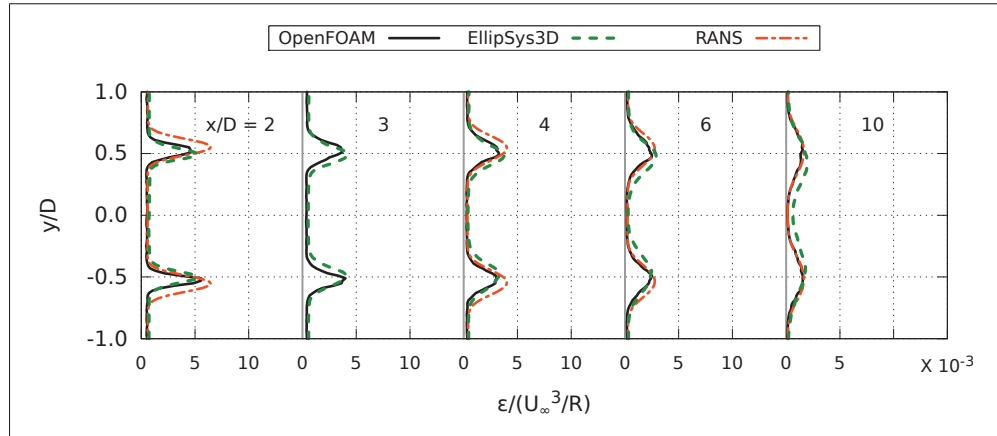 OpenFOAM EllipSys3D RANS
1.0
x/D = 2 3 4 6 10
0.5
y/D
0.0
-0.5
-1.0
0 5 10 0 5 10 0 5 10 0 5 10 0 5 X 10⁻³
ε/(U∞³/R)